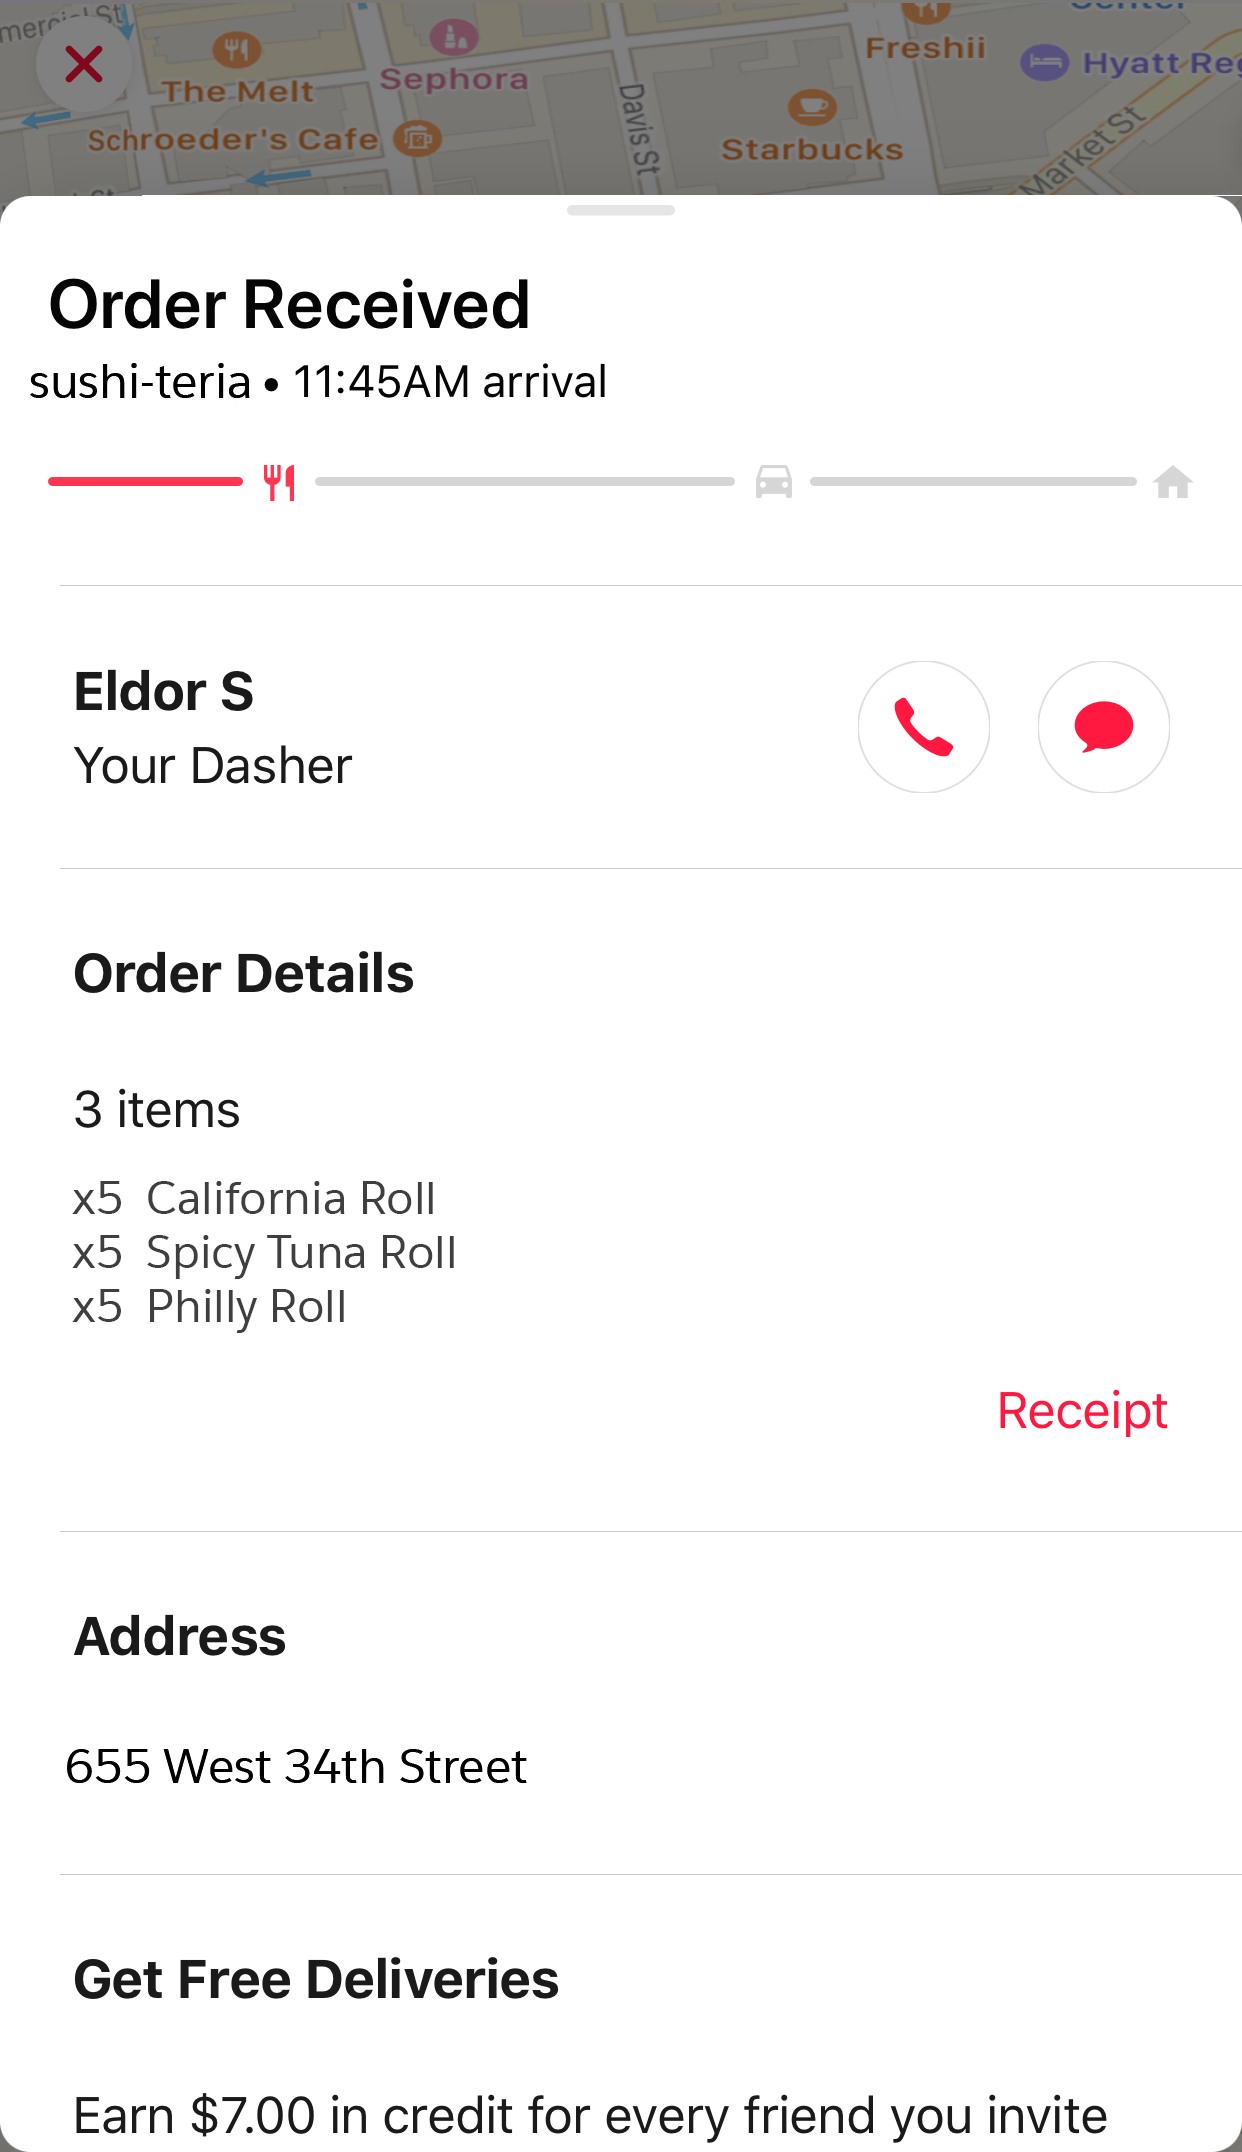 The Melt
Sephora
Freshii
Schroeder's Cafe
Davis St
Starbucks
Hyatt
Market St
Order Received
sushi-teria • 11:45AM arrival
Eldor S
Your Dasher
Order Details
3 items
x5 California Roll
x5 Spicy Tuna Roll
x5 Philly Roll
Receipt
Address
655 West 34th Street
Get Free Deliveries
Earn $7.00 in credit for every friend you invite